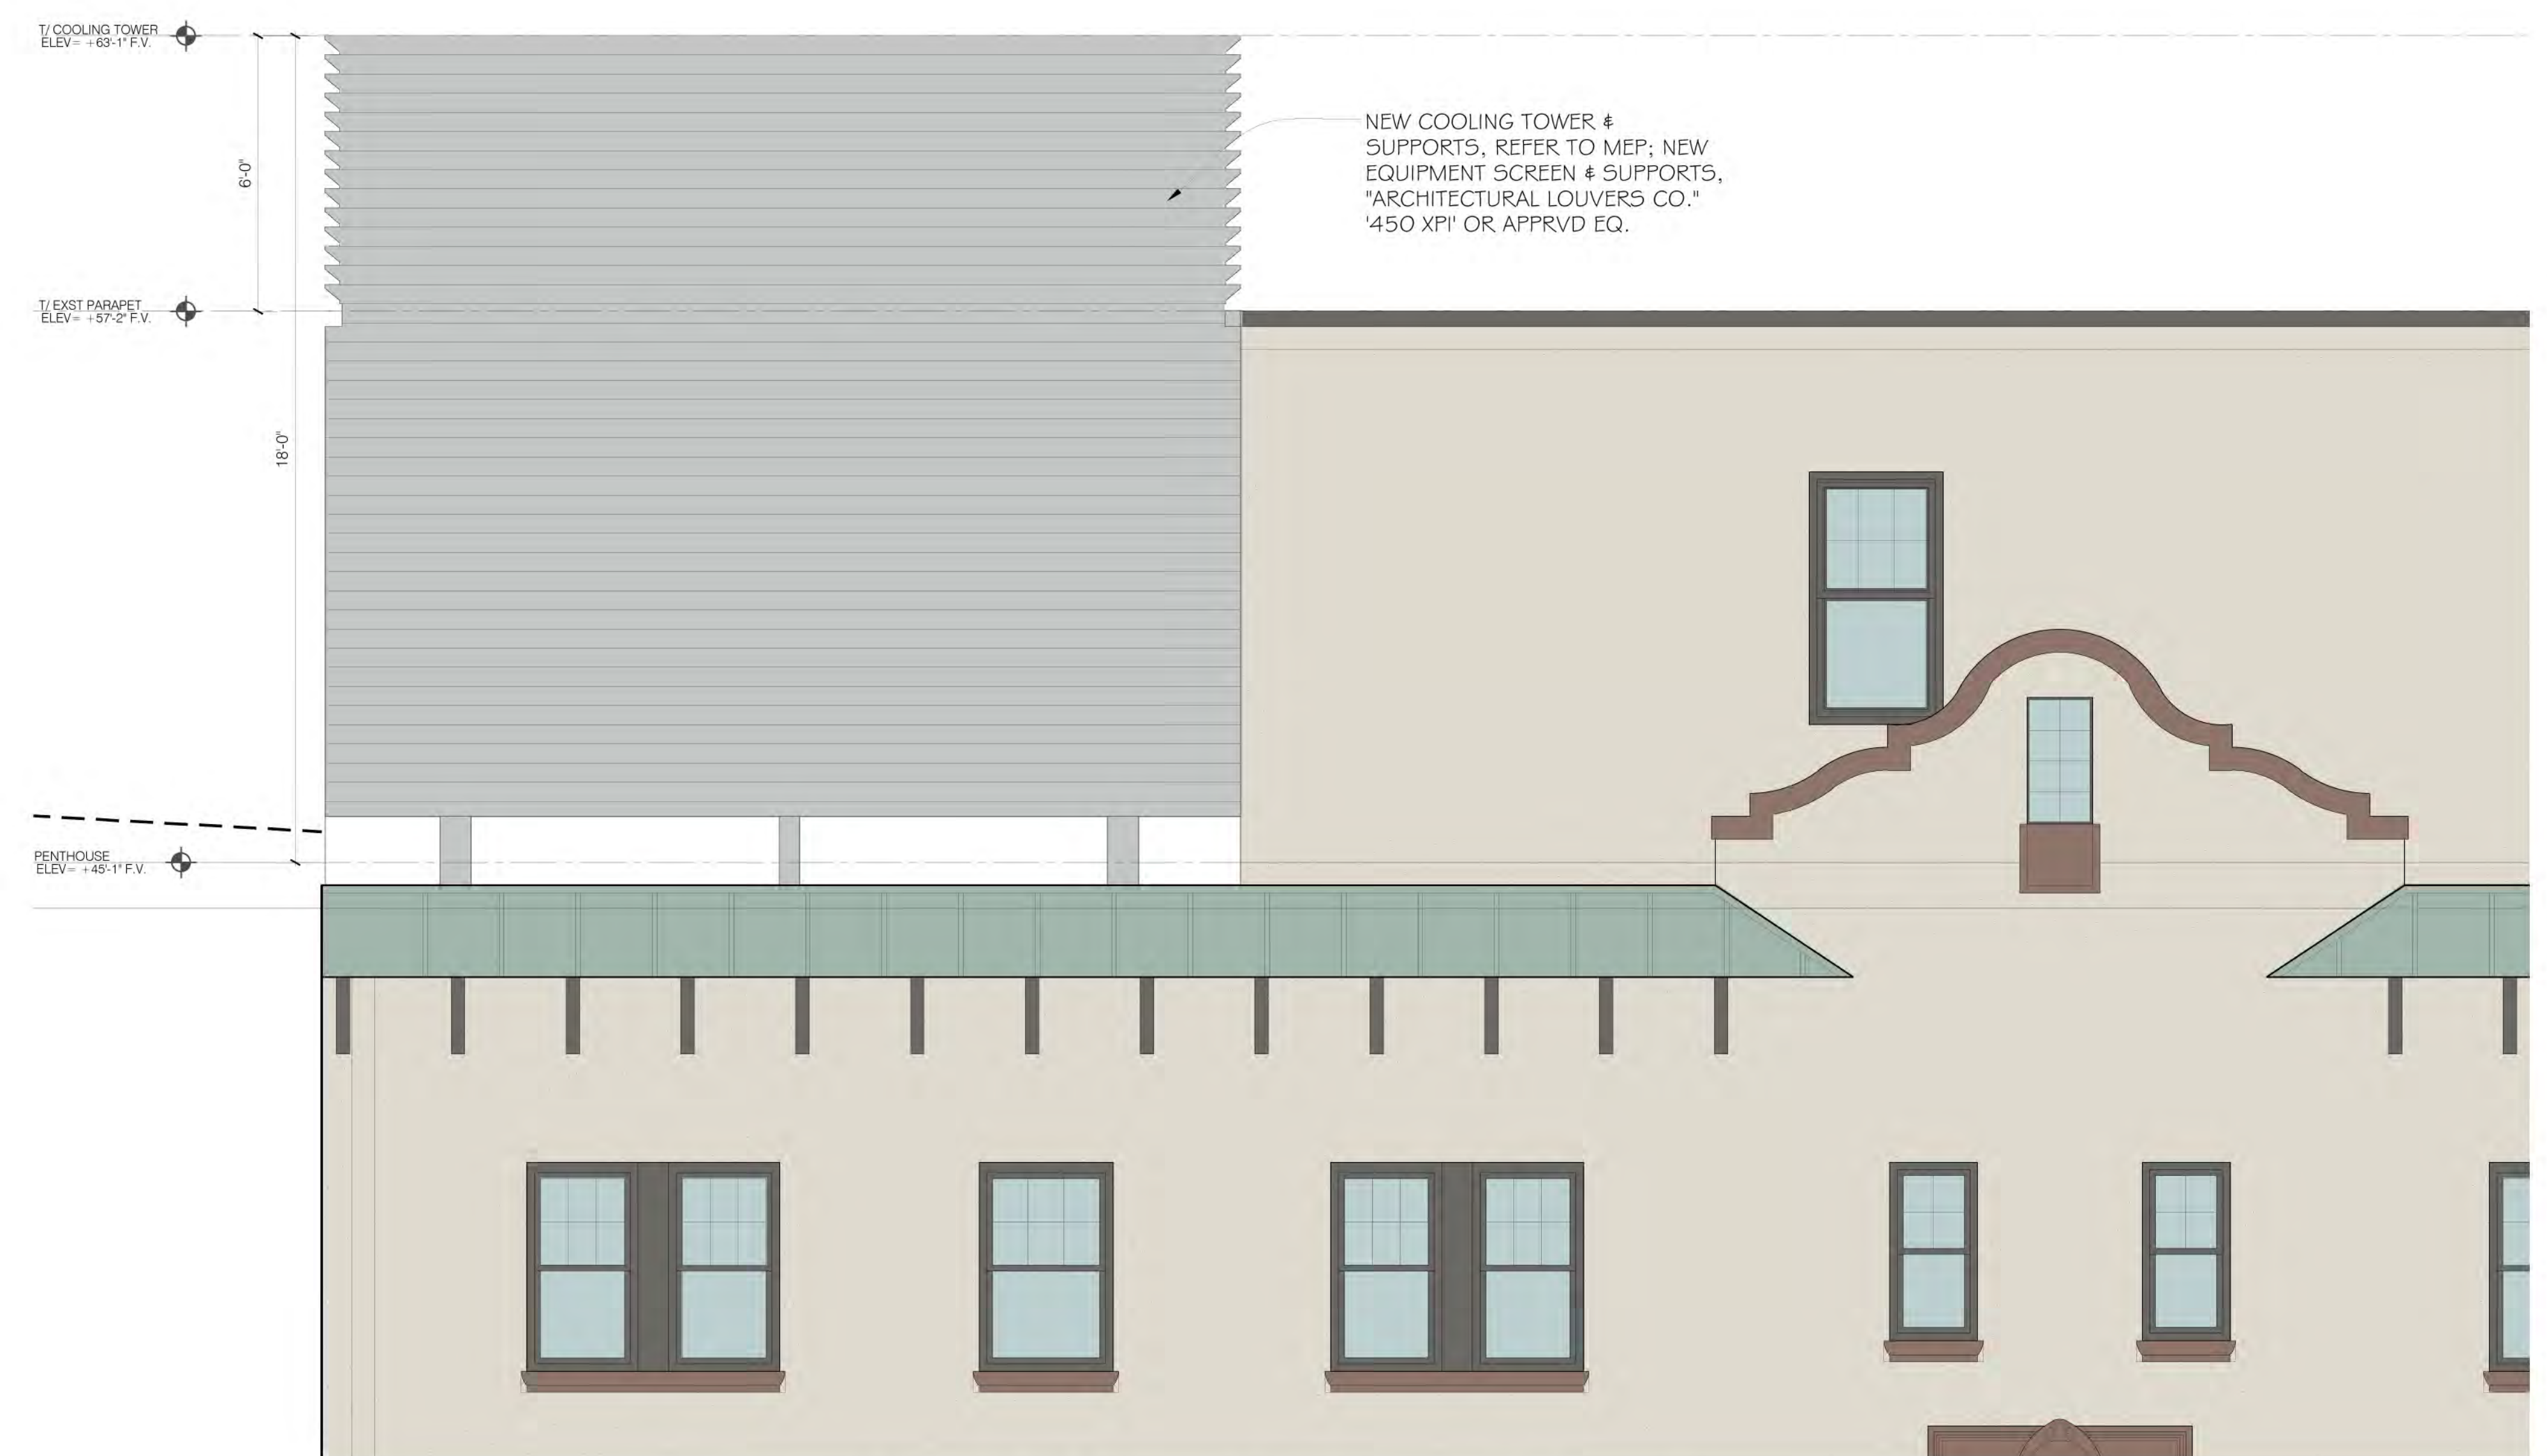 T/ COOLING TOWER
ELEV= +63'-1" F.V.
6'-0"
NEW COOLING TOWER &
SUPPORTS, REFER TO MEP; NEW
EQUIPMENT SCREEN & SUPPORTS,
"ARCHITECTURAL LOUVERS CO."
'450 XPI' OR APPRVD EQ.
T/ EXST PARAPET
ELEV= +57'-2" F.V.
18'-0"
PENTHOUSE
ELEV= +45'-1" F.V.